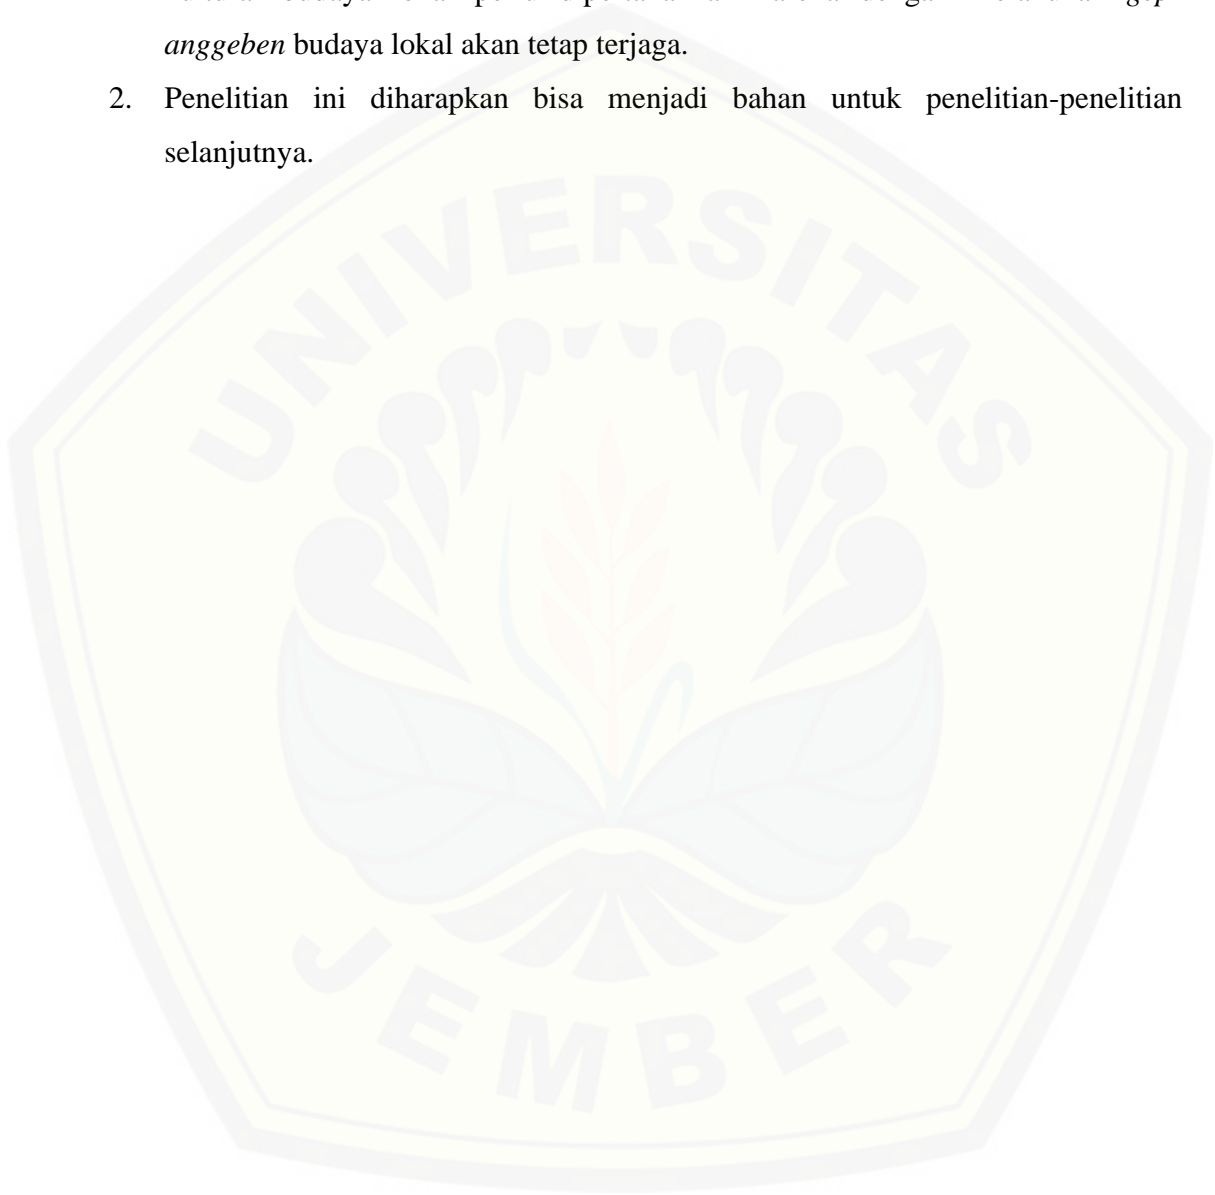 anggeben budaya lokal akan tetap terjaga.
2. Penelitian ini diharapkan bisa menjadi bahan untuk penelitian-penelitian
selanjutnya.
UNIVERSITAS
JEMBER